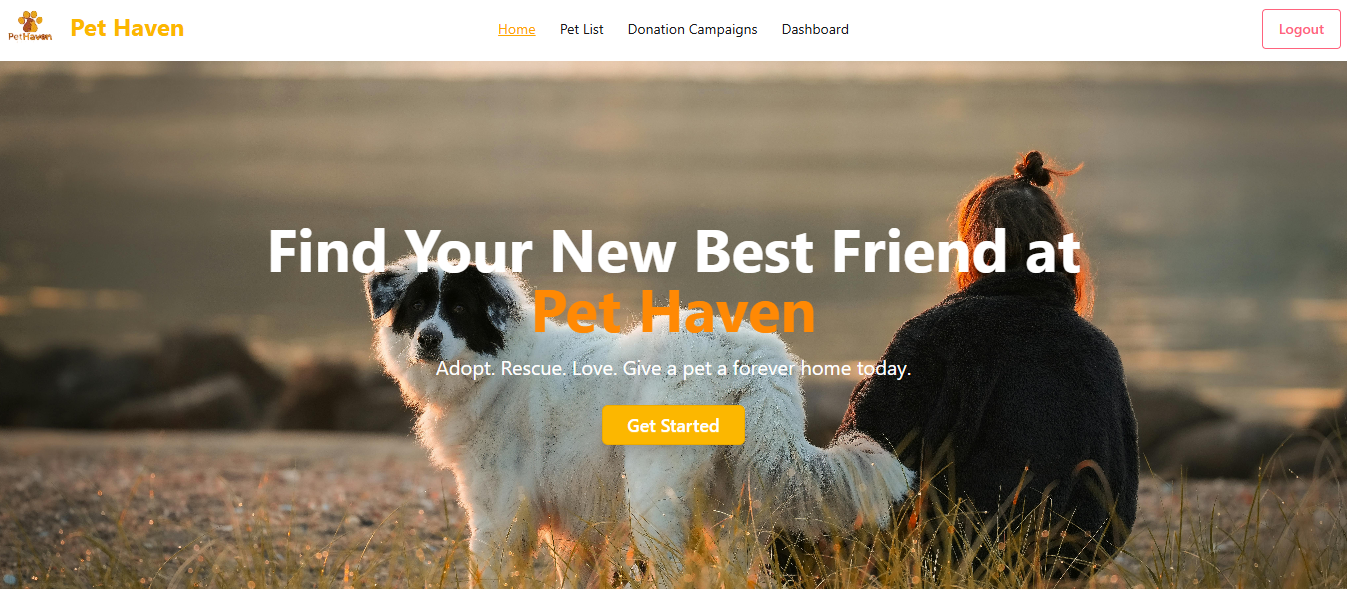 PetHaven
Pet Haven
Home
Pet List
Donation Campaigns
Dashboard
Logout
Find Your New Best Friend at
Pet Haven
Adopt. Rescue. Love. Give a pet a forever home today.
Get Started